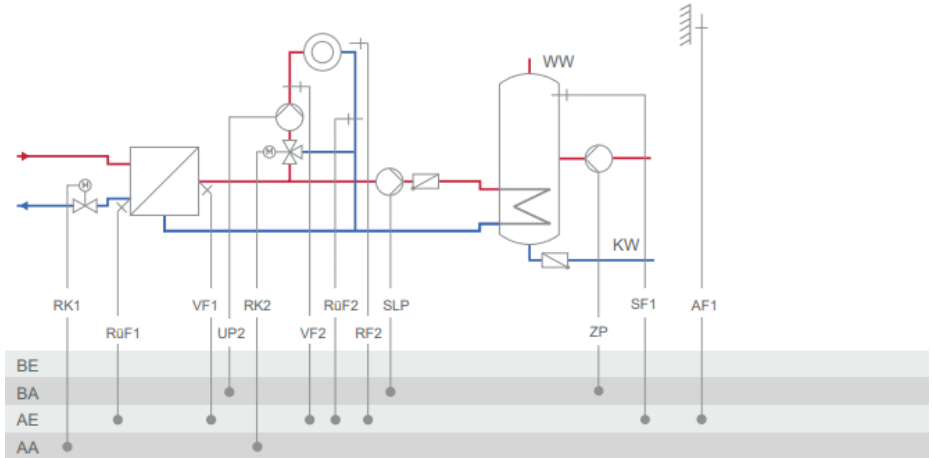 WW
M
M
KW
RK1 VF1 RK2 RüF2 SLP SF1 AF1
RüF1 UP2 VF2 RF2 ZP
BE
BA
AE
AA